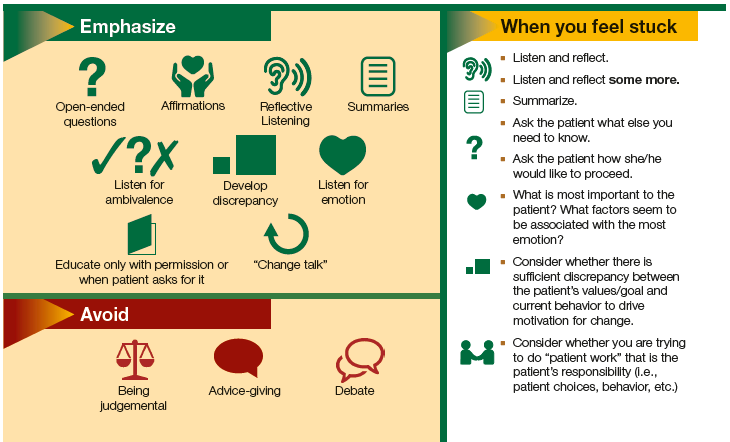 Emphasize
Open-ended
questions
Affirmations
Reflective
Listening
Summaries
Listen for
ambivalence
Develop
discrepancy
Listen for
emotion
Educate only with permission or
when patient asks for it
“Change talk”
Avoid
Being
judgemental
Advice-giving
Debate
When you feel stuck
Listen and reflect.
Listen and reflect some more.
Summarize.
Ask the patient what else you
need to know.
Ask the patient how she/he
would like to proceed.
What is most important to the
patient? What factors seem to
be associated with the most
emotion?
Consider whether there is
sufficient discrepancy between
the patient’s values/goal and
current behavior to drive
motivation for change.
Consider whether you are trying
to do “patient work” that is the
patient’s responsibility (i.e.,
patient choices, behavior, etc.)